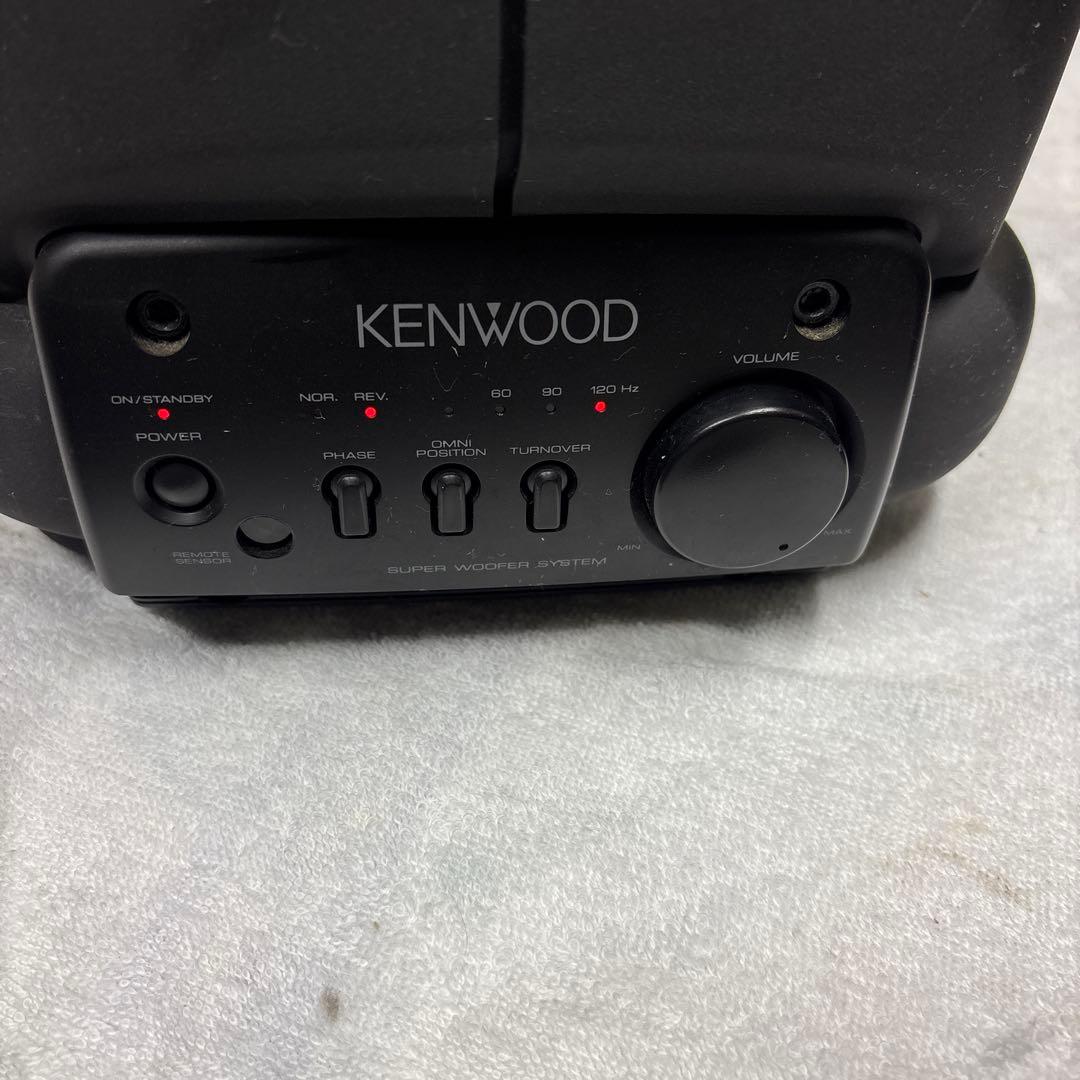 KENWOOD
VOLUME
ON/STANDBY
NOR. REV.
60 90 120 Hz
POWER
PHASE
OMNI
POSITION
TURNOVER
REMOTE
SENSOR
MIN
MAX
SUPER WOOFER SYSTEM